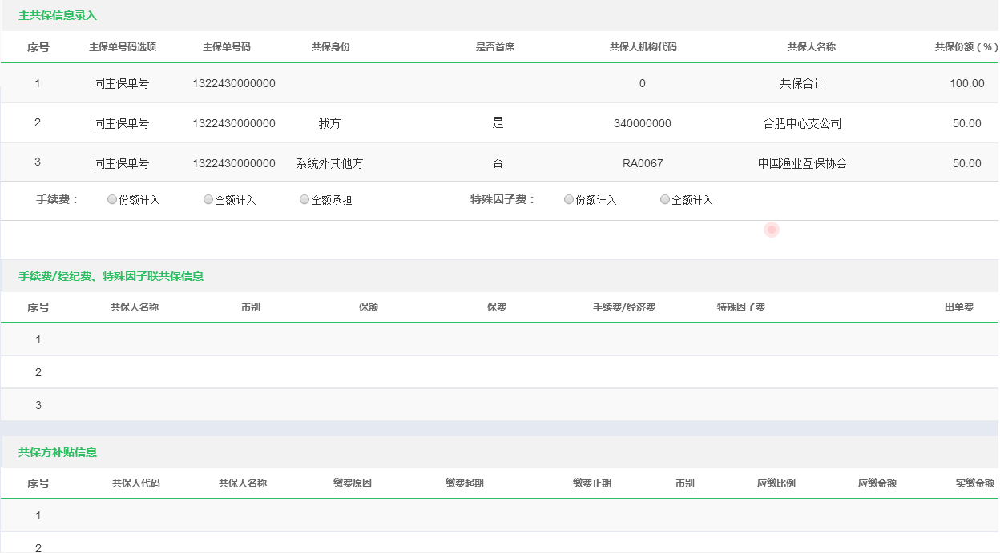 主共保信息录入
序号 主保单号码选项 主保单号码 共保身份 是否首席 共保人机构代码 共保人名称 共保份额（%）
1 同主保单号 1322430000000 0 共保合计 100.00
2 同主保单号 1322430000000 我方 是 340000000 合肥中心支公司 50.00
3 同主保单号 1322430000000 系统外其他方 否 RA0067 中国渔业互保协会 50.00
手续费： 份额计入 全额计入 全额承担 特殊因子费： 份额计入 全额计入
手续费/经纪费、特殊因子联共保信息
序号 共保人名称 币别 保额 保费 手续费/经济费 特殊因子费 出单费
1
2
3
共保方补贴信息
序号 共保人代码 共保人名称 缴费原因 缴费起期 缴费止期 币别 应缴比例 应缴金额 实缴金额
1
2